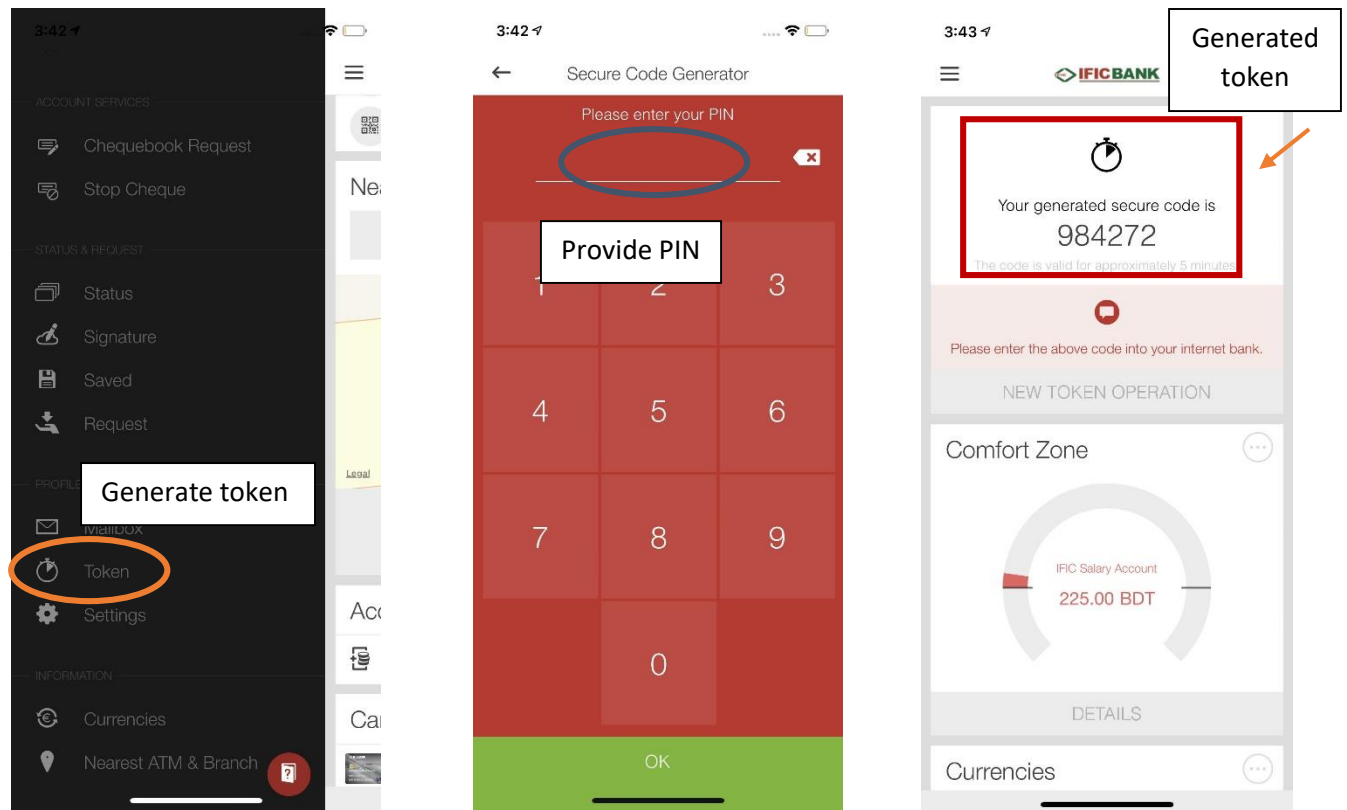 3:42
ACCOUNT SERVICES
Chequebook Request
Stop Cheque
STATUS & REQUEST
Status
Signature
Saved
Request
PROFILE
Generate token
Mailbox
Token
Settings
INFORMATION
Currencies
Nearest ATM & Branch
Legal
3:42
Secure Code Generator
Please enter your PIN
Provide PIN
1 2 3
4 5 6
7 8 9
0
OK
3:43
Generated
token
IFIC BANK
Your generated secure code is
984272
The code is valid for approximately 5 minutes
Please enter the above code into your internet bank.
NEW TOKEN OPERATION
Comfort Zone
IFIC Salary Account
225.00 BDT
DETAILS
Currencies